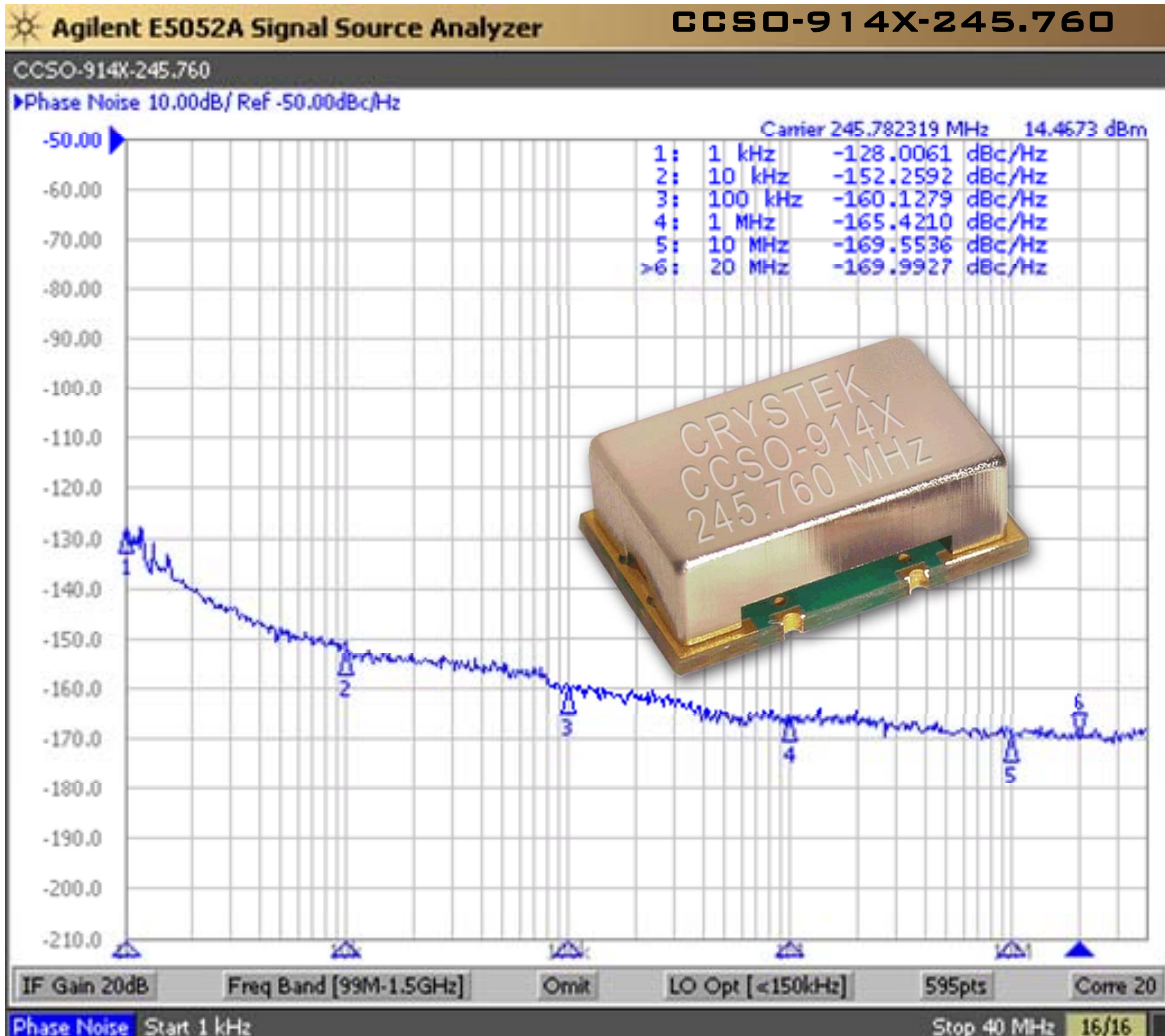 Agilent E5052A Signal Source Analyzer
CCSO-914X-245.760
CCSO-914X-245.760
Phase Noise 10.00dB/ Ref -50.00dBc/Hz
Carrier 245.782319 MHz 14.4673 dBm
1: 1 kHz -128.0061 dBc/Hz
2: 10 kHz -152.2592 dBc/Hz
3: 100 kHz -160.1279 dBc/Hz
4: 1 MHz -165.4210 dBc/Hz
5: 10 MHz -169.5536 dBc/Hz
>6: 20 MHz -169.9927 dBc/Hz
-50.00
-60.00
-70.00
-80.00
-90.00
-100.0
-110.0
-120.0
-130.0
-140.0
-150.0
-160.0
-170.0
-180.0
-190.0
-200.0
-210.0
CRYSTEK
CCSO-914X
245.760 MHz
1
2
3
4
5
6
IF Gain 20dB
Freq Band [99M-1.5GHz]
Omit
LO Opt [<150kHz]
595pts
Corre 20
Phase Noise Start 1 kHz
Stop 40 MHz
16/16